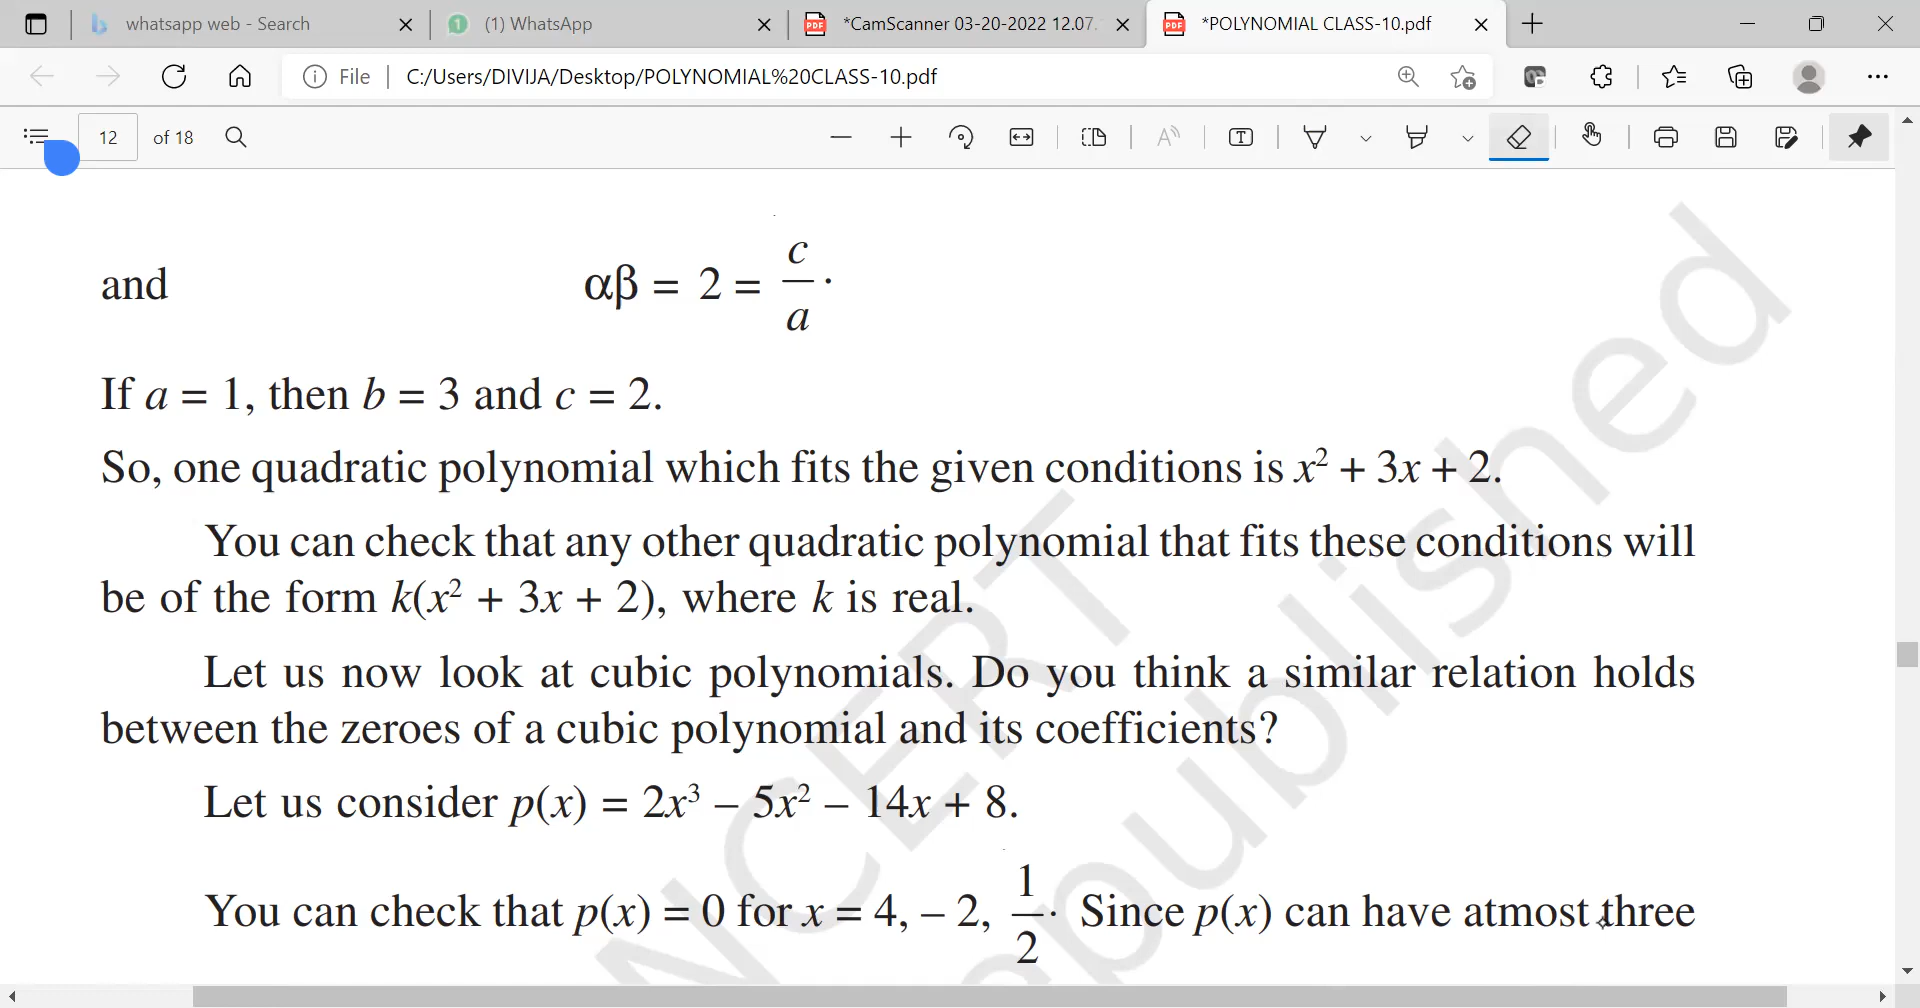 whatsapp web - Search
(1) WhatsApp
*CamScanner 03-20-2022 12.07.
*POLYNOMIAL CLASS-10.pdf
File
C:/Users/DIVIJA/Desktop/POLYNOMIAL%20CLASS-10.pdf
12 of 18
and αβ = 2 = c/a.
If a = 1, then b = 3 and c = 2.
So, one quadratic polynomial which fits the given conditions is x² + 3x + 2.
You can check that any other quadratic polynomial that fits these conditions will
be of the form k(x² + 3x + 2), where k is real.
Let us now look at cubic polynomials. Do you think a similar relation holds
between the zeroes of a cubic polynomial and its coefficients?
Let us consider p(x) = 2x³ – 5x² – 14x + 8.
You can check that p(x) = 0 for x = 4, – 2, 1/2. Since p(x) can have atmost three
NCERT
published